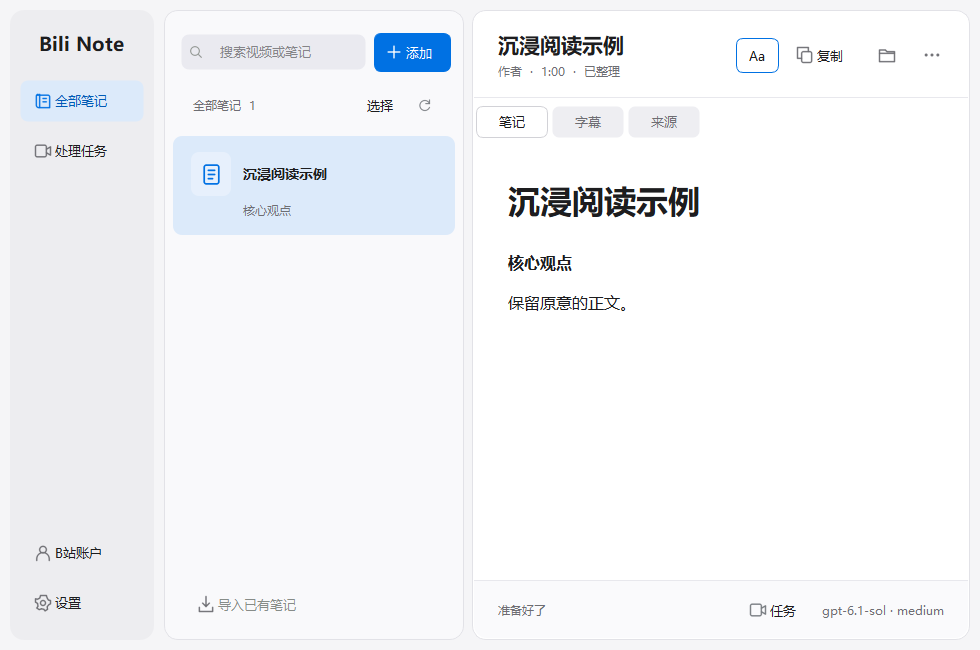 Bili Note
全部笔记
处理任务
B站账户
设置
搜索视频或笔记
添加
全部笔记 1
选择
沉浸阅读示例
核心观点
导入已有笔记
沉浸阅读示例
作者 · 1:00 · 已整理
Aa
复制
笔记
字幕
来源
沉浸阅读示例
核心观点
保留原意的正文。
准备好了
任务
gpt-6.1-sol · medium